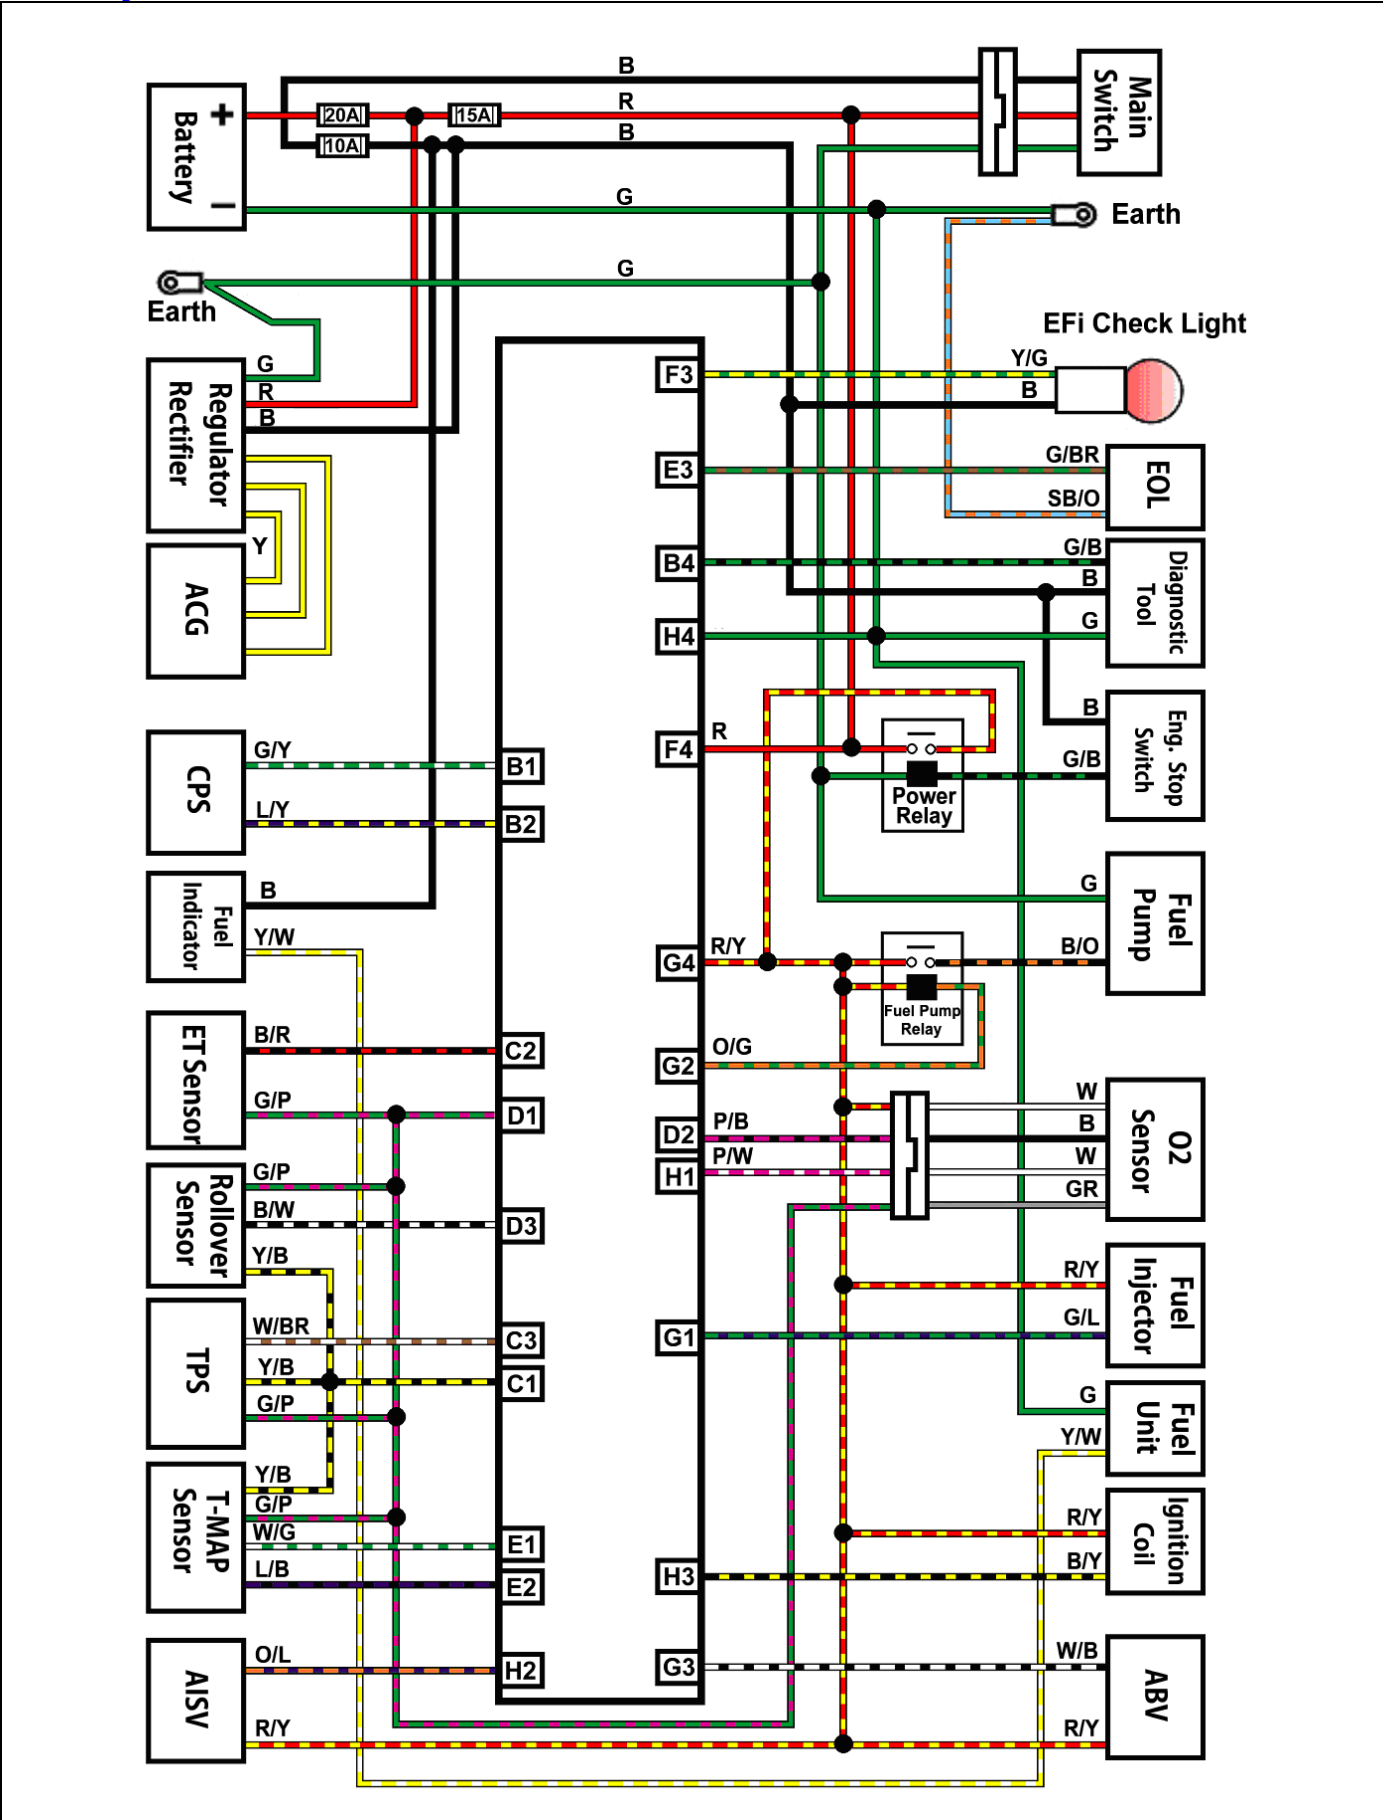 B
20A
15A
R
10A
B
Main
Switch
Battery
+
–
G
Earth
G
Earth
EFi Check Light
Regulator
Rectifier
G
R
B
F3
Y/G
B
E3
G/BR
SB/O
EOL
Y
ACG
B4
G/B
B
H4
G
Diagnostic
Tool
F4
R
B
G/B
Eng. Stop
Switch
Power
Relay
CPS
G/Y
B1
L/Y
B2
Fuel
Indicator
B
Y/W
G
B/O
Fuel
Pump
G4
R/Y
Fuel Pump
Relay
G2
O/G
ET Sensor
B/R
C2
G/P
D1
D2
P/B
H1
P/W
W
B
W
GR
O2
Sensor
Rollover
Sensor
G/P
B/W
D3
Y/B
R/Y
G/L
G1
Fuel
Injector
TPS
W/BR
C3
Y/B
C1
G/P
G
Y/W
Fuel
Unit
T-MAP
Sensor
Y/B
G/P
W/G
E1
L/B
E2
R/Y
H3
B/Y
Ignition
Coil
AISV
O/L
H2
R/Y
G3
W/B
R/Y
ABV